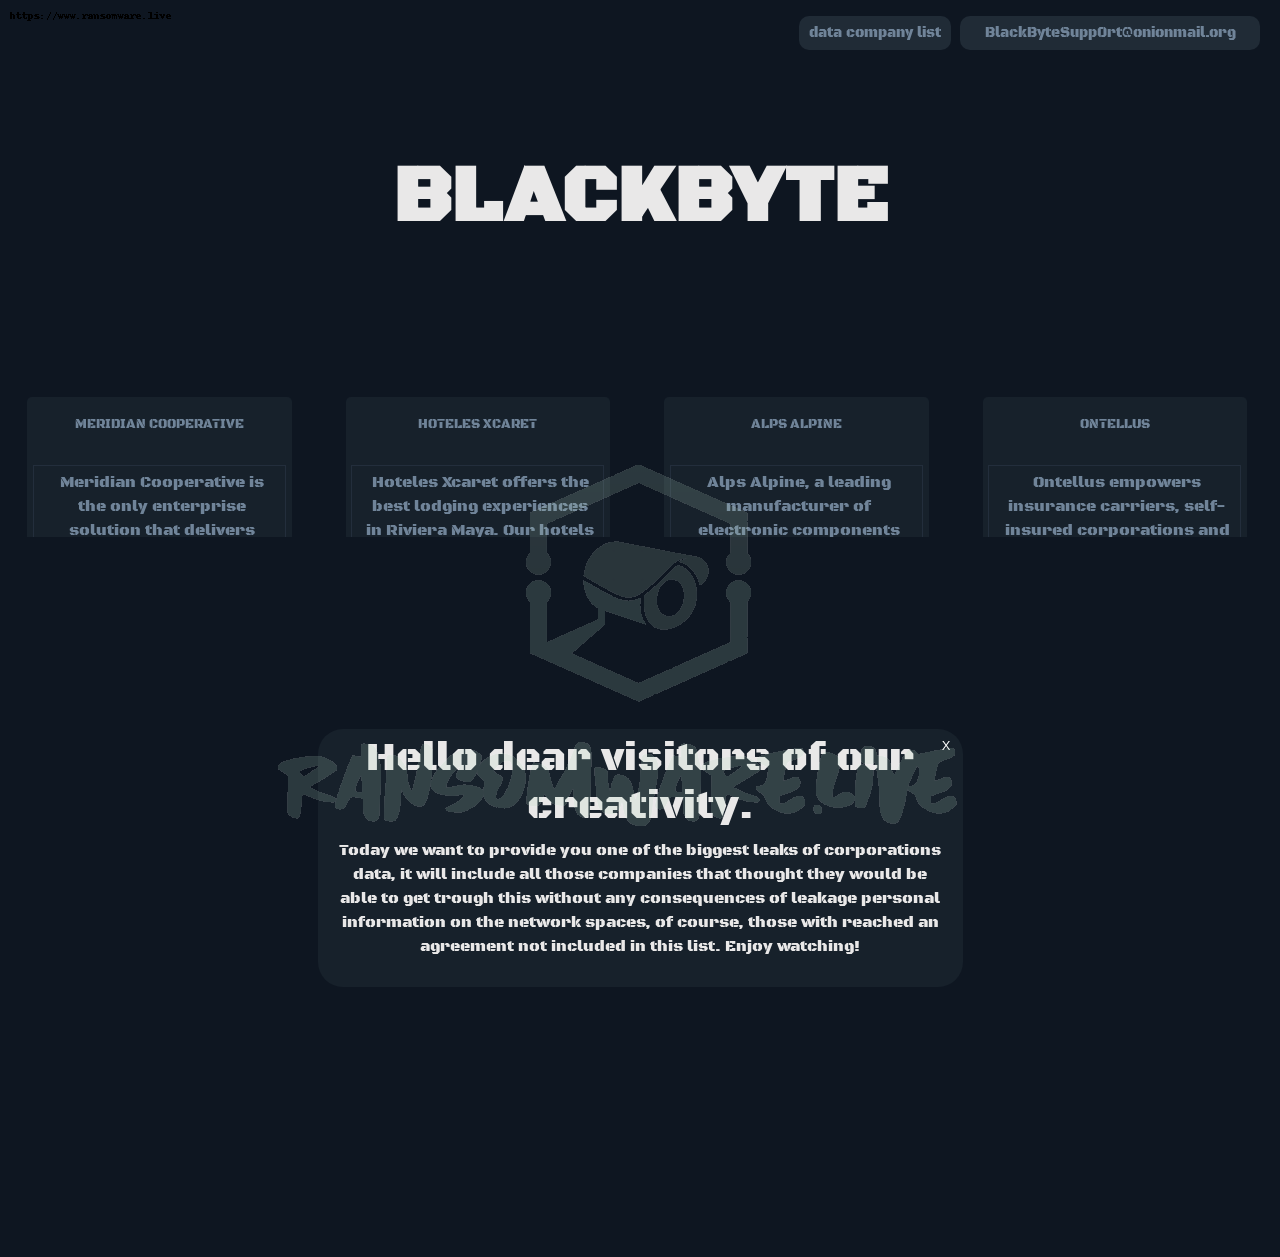 https://www.ransomware.live
data company list
BlackByteSuppOrt@onionmail.org
BLACKBYTE
MERIDIAN COOPERATIVE
Meridian Cooperative is
the only enterprise
solution that delivers
HOTELES XCARET
Hoteles Xcaret offers the
best lodging experiences
in Riviera Maya. Our hotels
ALPS ALPINE
Alps Alpine, a leading
manufacturer of
electronic components
ONTELLUS
Ontellus empowers
insurance carriers, self-
insured corporations and
X
Hello dear visitors of our
creativity.
RANSOMWARE.LIVE
Today we want to provide you one of the biggest leaks of corporations
data, it will include all those companies that thought they would be
able to get trough this without any consequences of leakage personal
information on the network spaces, of course, those with reached an
agreement not included in this list. Enjoy watching!